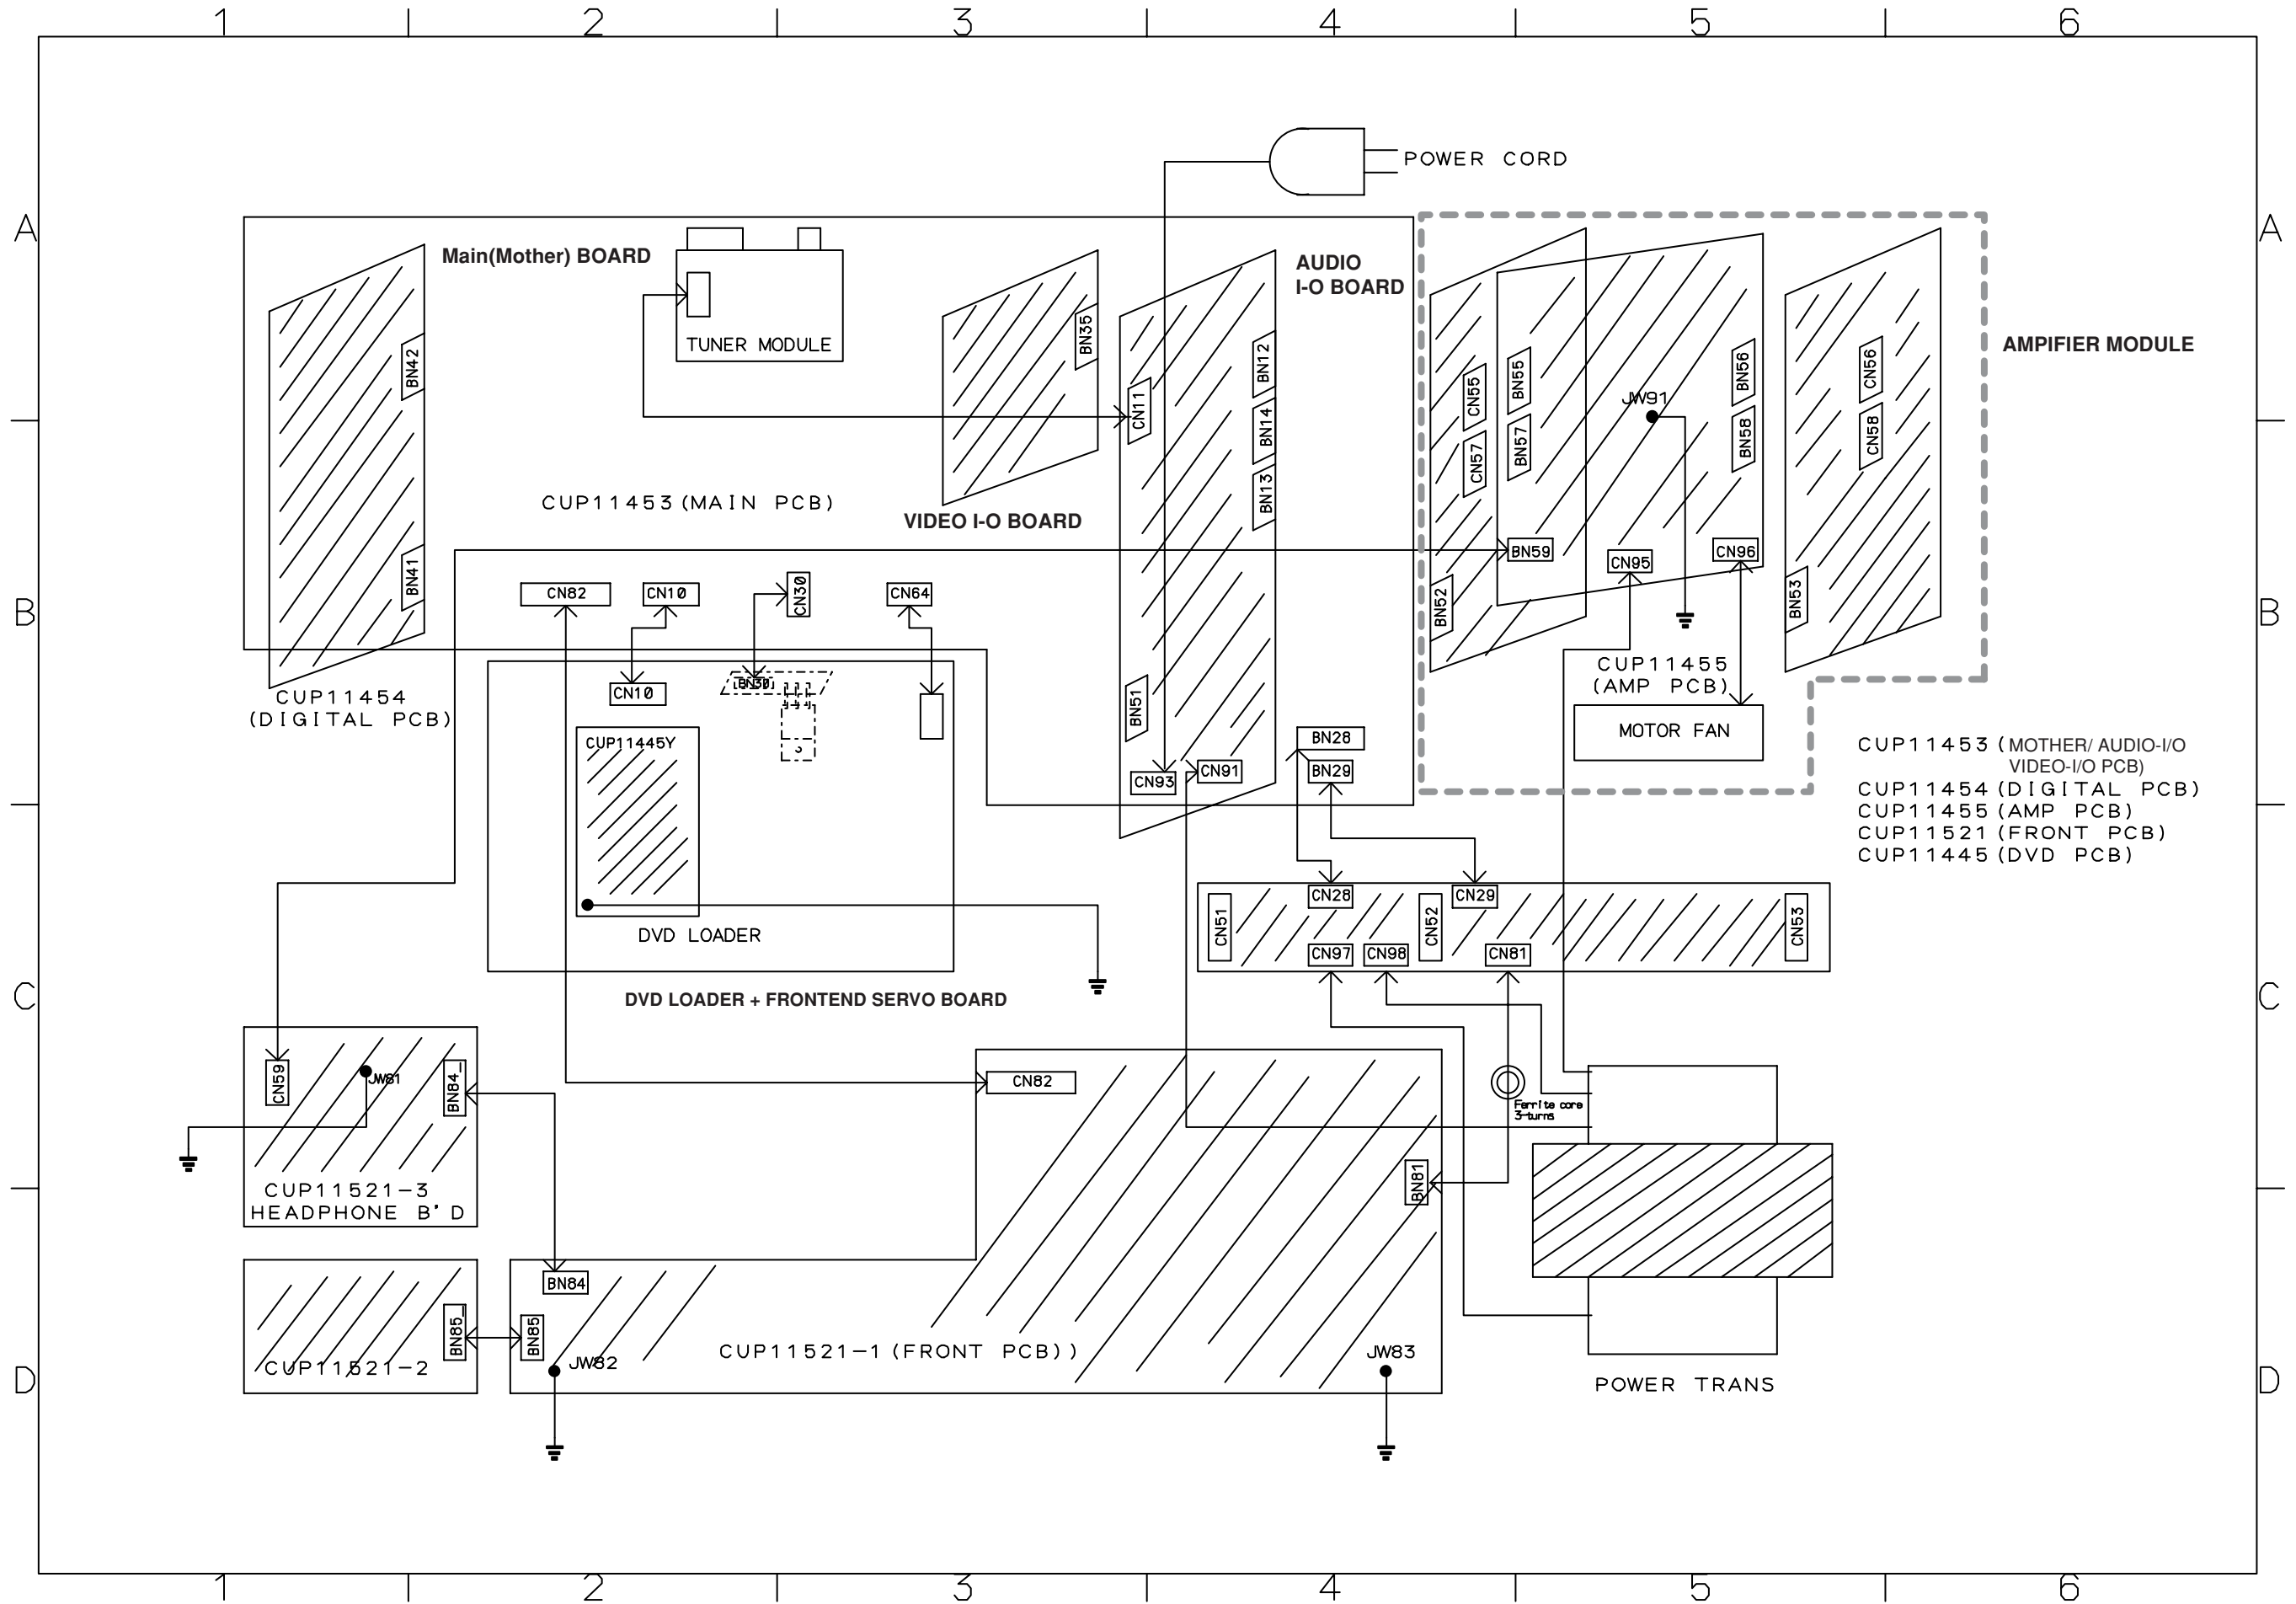 1 2 3 4 5 6
POWER CORD
A A
Main(Mother) BOARD
AUDIO
I-O BOARD
AMPIFIER MODULE
TUNER MODULE
BN42
BN35
BN12
CN11
BN14
BN13
CN55
BN55
BN56
CN56
JW91
CN57
BN57
BN58
CN58
CUP11453 (MAIN PCB)
VIDEO I-O BOARD
BN59
CN95
CN96
BN41
B B
CN82
CN10
CN30
CN64
BN52
BN53
CN10
BN30
CUP11454
(DIGITAL PCB)
CUP11455
(AMP PCB)
BN51
MOTOR FAN
CUP11445Y
BN28
BN29
CN93
CN91
CUP11453 ( MOTHER/ AUDIO-I/O
VIDEO-I/O PCB)
CUP11454 (DIGITAL PCB)
CUP11455 (AMP PCB)
CUP11521 (FRONT PCB)
CUP11445 (DVD PCB)
DVD LOADER
CN51
CN28
CN52
CN29
CN53
CN97
CN98
CN81
C C
DVD LOADER + FRONTEND SERVO BOARD
CN59
JW81
BN84_
CN82
Ferrite core
3-turns
BN81
CUP11521-3
HEADPHONE B'D
BN84
BN85_
BN85
CUP11521-2
JW82
CUP11521-1 (FRONT PCB))
JW83
POWER TRANS
D D
1 2 3 4 5 6